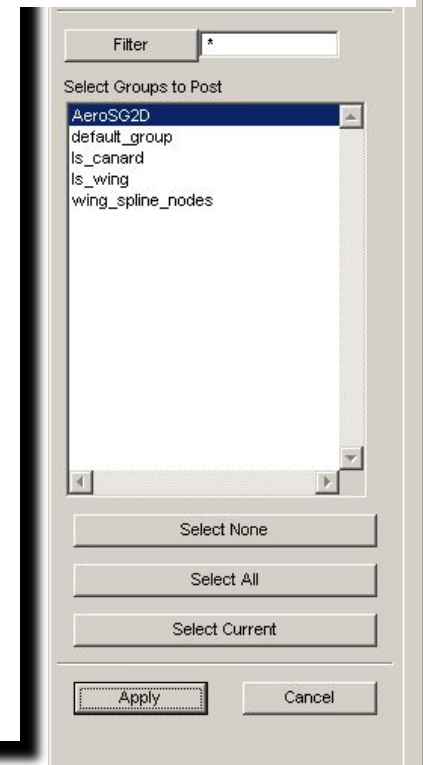 Filter *
Select Groups to Post
AeroSG2D
default_group
ls_canard
ls_wing
wing_spline_nodes
Select None
Select All
Select Current
Apply Cancel